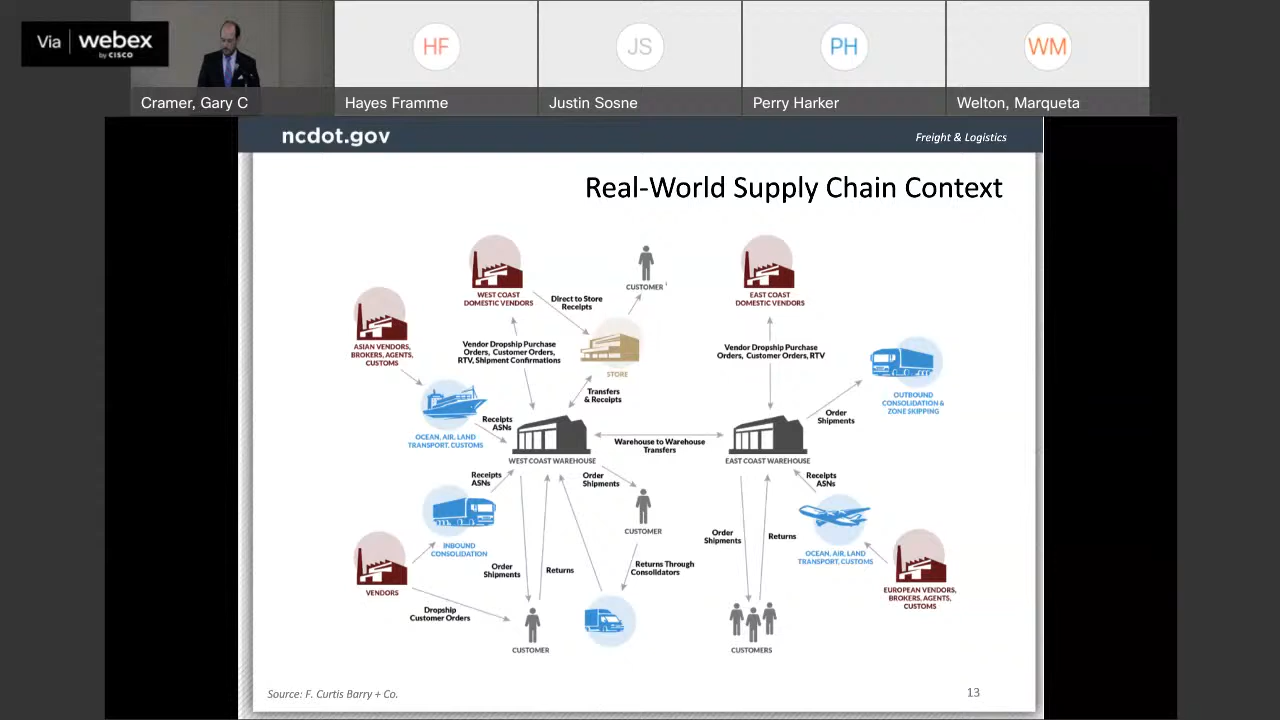 Via webex
by CISCO
HF
JS
PH
WM
Cramer, Gary C
Hayes Framme
Justin Sosne
Perry Harker
Welton, Marqueta
ncdot.gov
Freight & Logistics
Real-World Supply Chain Context
WEST COAST
DOMESTIC VENDORS
Direct to Store
Receipts
CUSTOMER
EAST COAST
DOMESTIC VENDORS
ASIAN VENDORS,
BROKERS, AGENTS,
CUSTOMS
Vendor Dropship Purchase
Orders, Customer Orders,
RTV, Shipment Confirmations
STORE
Vendor Dropship Purchase
Orders, Customer Orders, RTV
OUTBOUND
CONSOLIDATION &
ZONE SKIPPING
Transfers
& Receipts
Order
Shipments
OCEAN, AIR, LAND
TRANSPORT, CUSTOMS
Receipts
ASNs
WEST COAST WAREHOUSE
Warehouse to Warehouse
Transfers
EAST COAST WAREHOUSE
Receipts
ASNs
Order
Shipments
Receipts
ASNs
INBOUND
CONSOLIDATION
CUSTOMER
Order
Shipments
Returns
OCEAN, AIR, LAND
TRANSPORT, CUSTOMS
VENDORS
Order
Shipments
Returns
Returns Through
Consolidators
EUROPEAN VENDORS,
BROKERS, AGENTS,
CUSTOMS
Dropship
Customer Orders
CUSTOMER
CUSTOMERS
Source: F. Curtis Barry + Co.
13